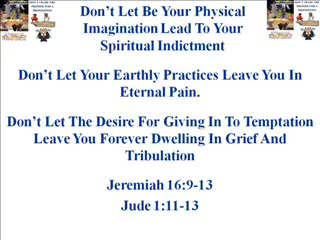 Don't Let Be Your Physical
Imagination Lead To Your
Spiritual Indictment
Don't Let Your Earthly Practices Leave You In
Eternal Pain.
Don't Let The Desire For Giving In To Temptation
Leave You Forever Dwelling In Grief And
Tribulation
Jeremiah 16:9-13
Jude 1:11-13